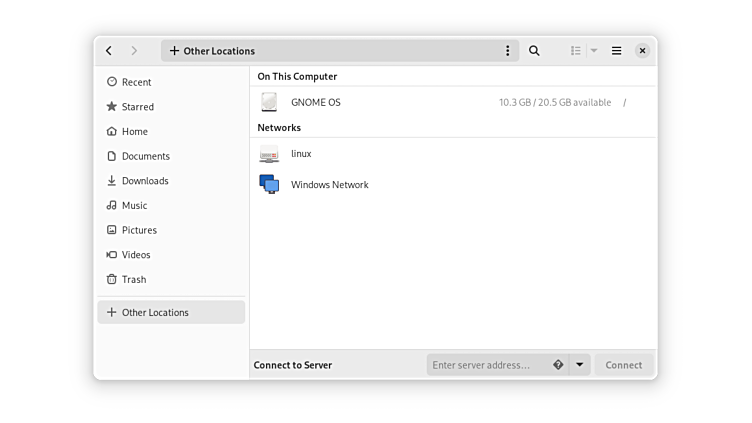 Other Locations
Recent
Starred
Home
Documents
Downloads
Music
Pictures
Videos
Trash
Other Locations
On This Computer
GNOME OS 10.3 GB / 20.5 GB available /
Networks
linux
Windows Network
Connect to Server Enter server address... Connect